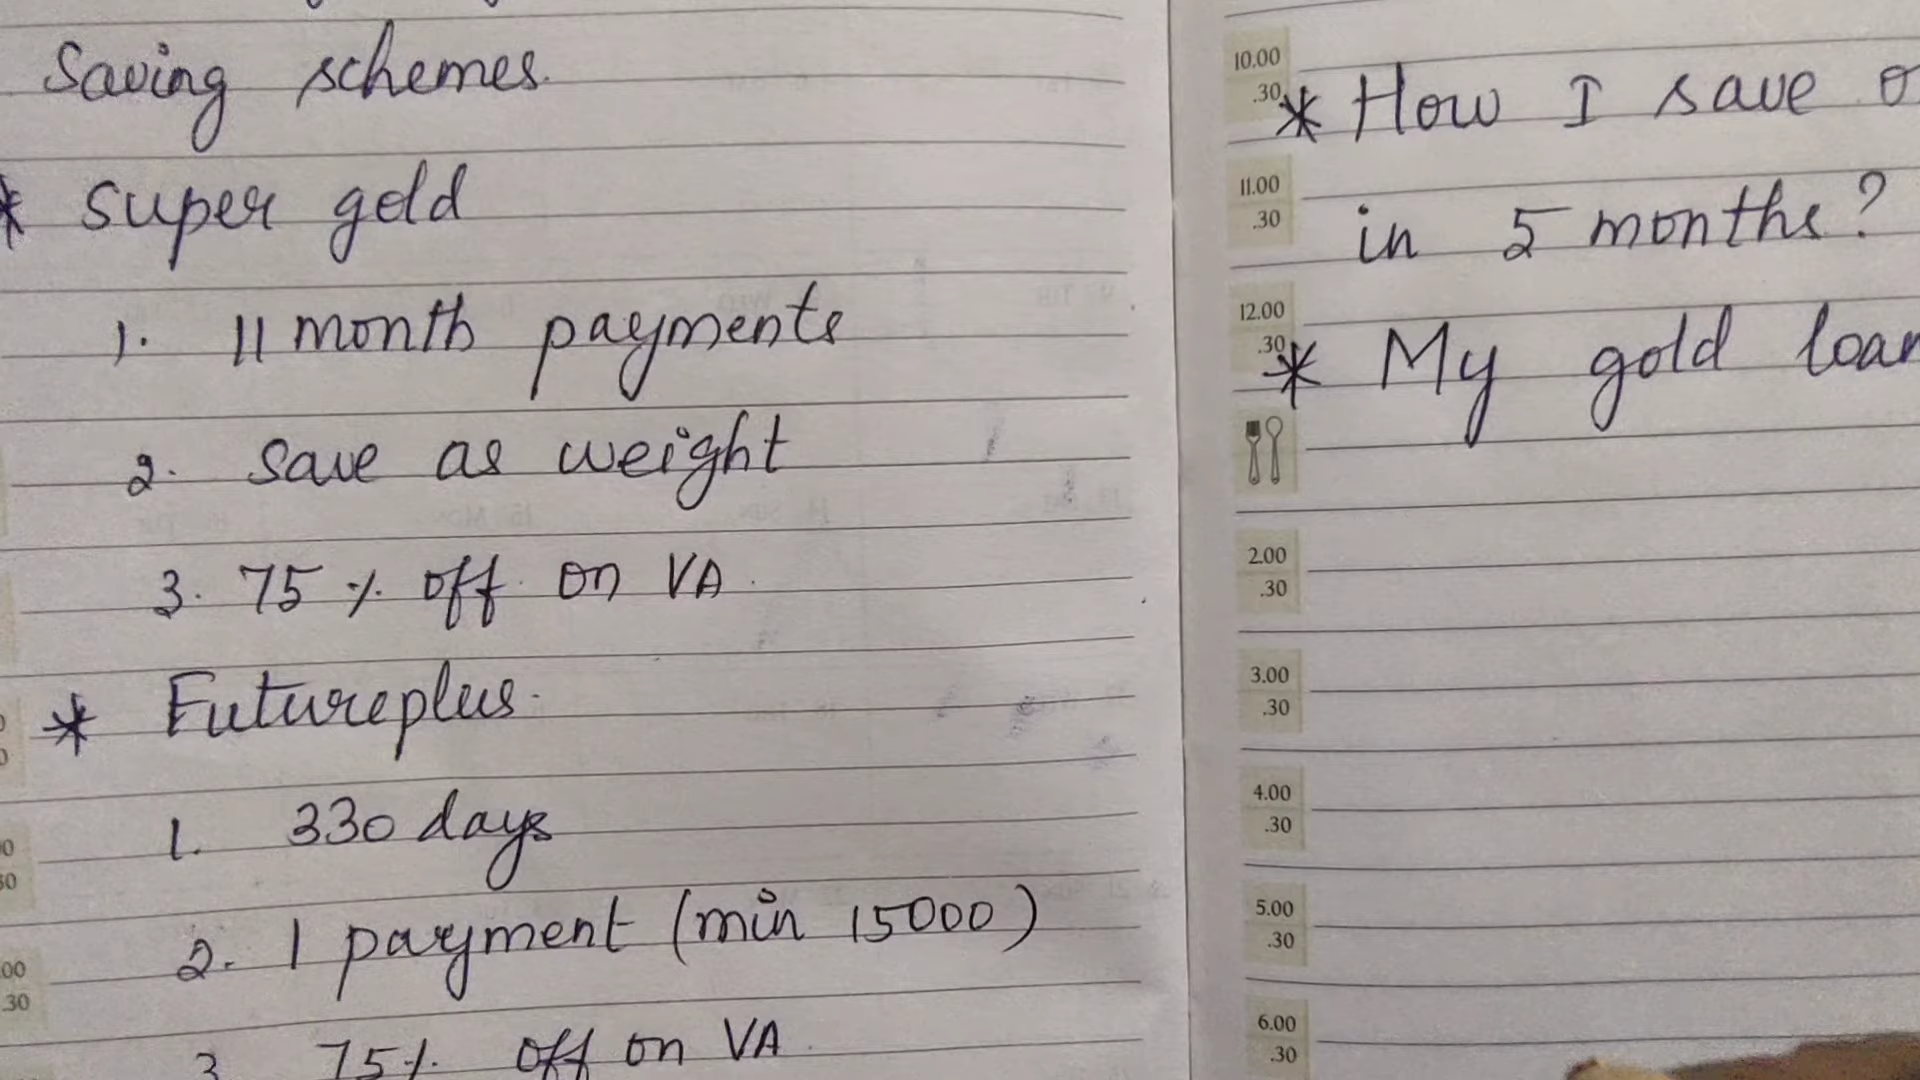 Saving schemes.
* Super gold
1. 11 month payments
2. save as weight
3. 75 % off on VA
* Futureplus.
1. 330 days
2. 1 payment (min 15000)
3. 75% off on VA
10.00
.30
* How I save
11.00
.30
in 5 months?
12.00
.30
* My gold loan
2.00
.30
3.00
.30
4.00
.30
5.00
.30
6.00
.30